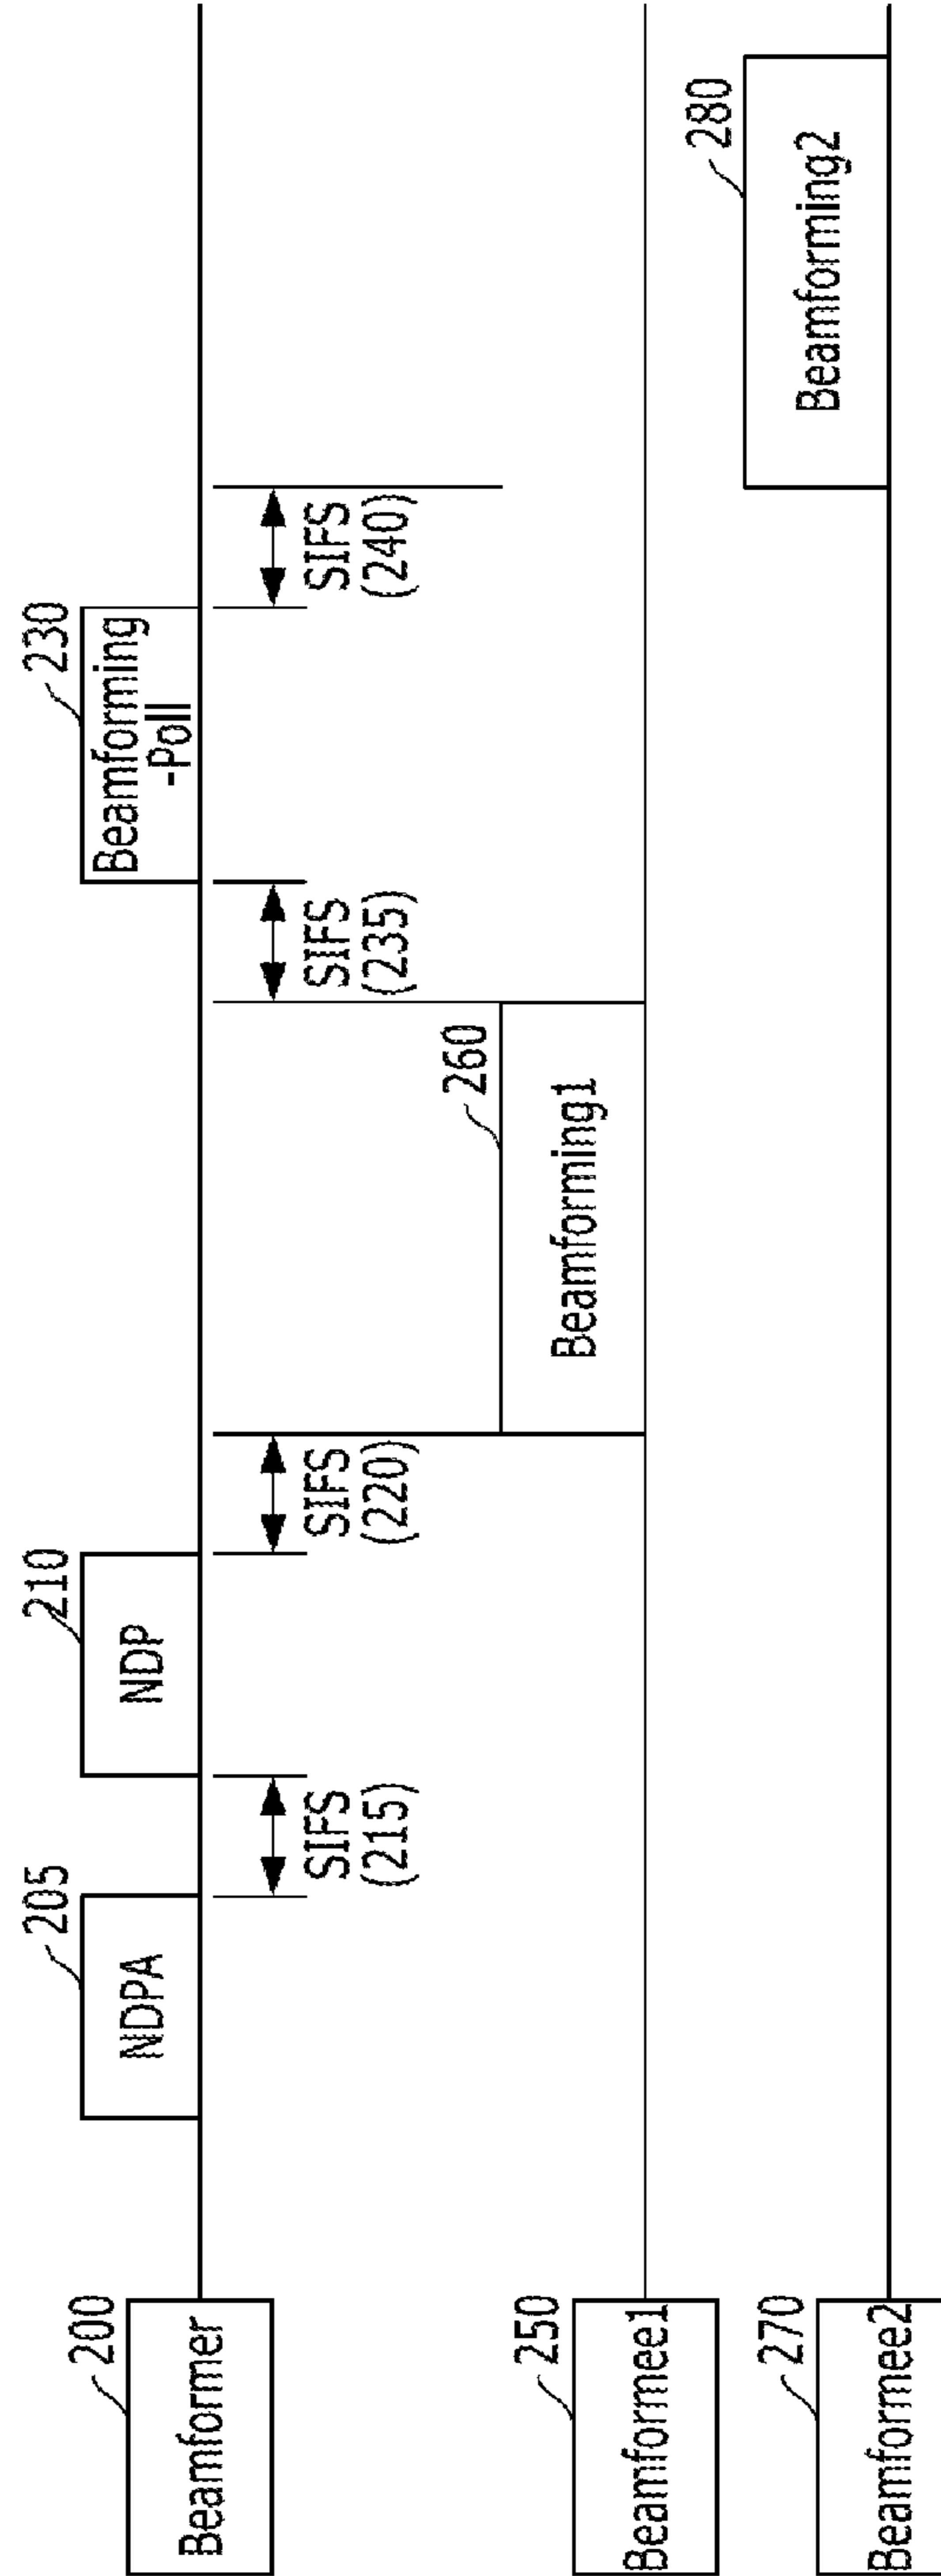 200
Beamformer
205
NDPA
SIFS
(215)
210
NDP
SIFS
(220)
SIFS
(235)
230
Beamforming
-Poll
SIFS
(240)
250
Beamformee1
260
Beamforming1
270
Beamformee2
280
Beamforming2